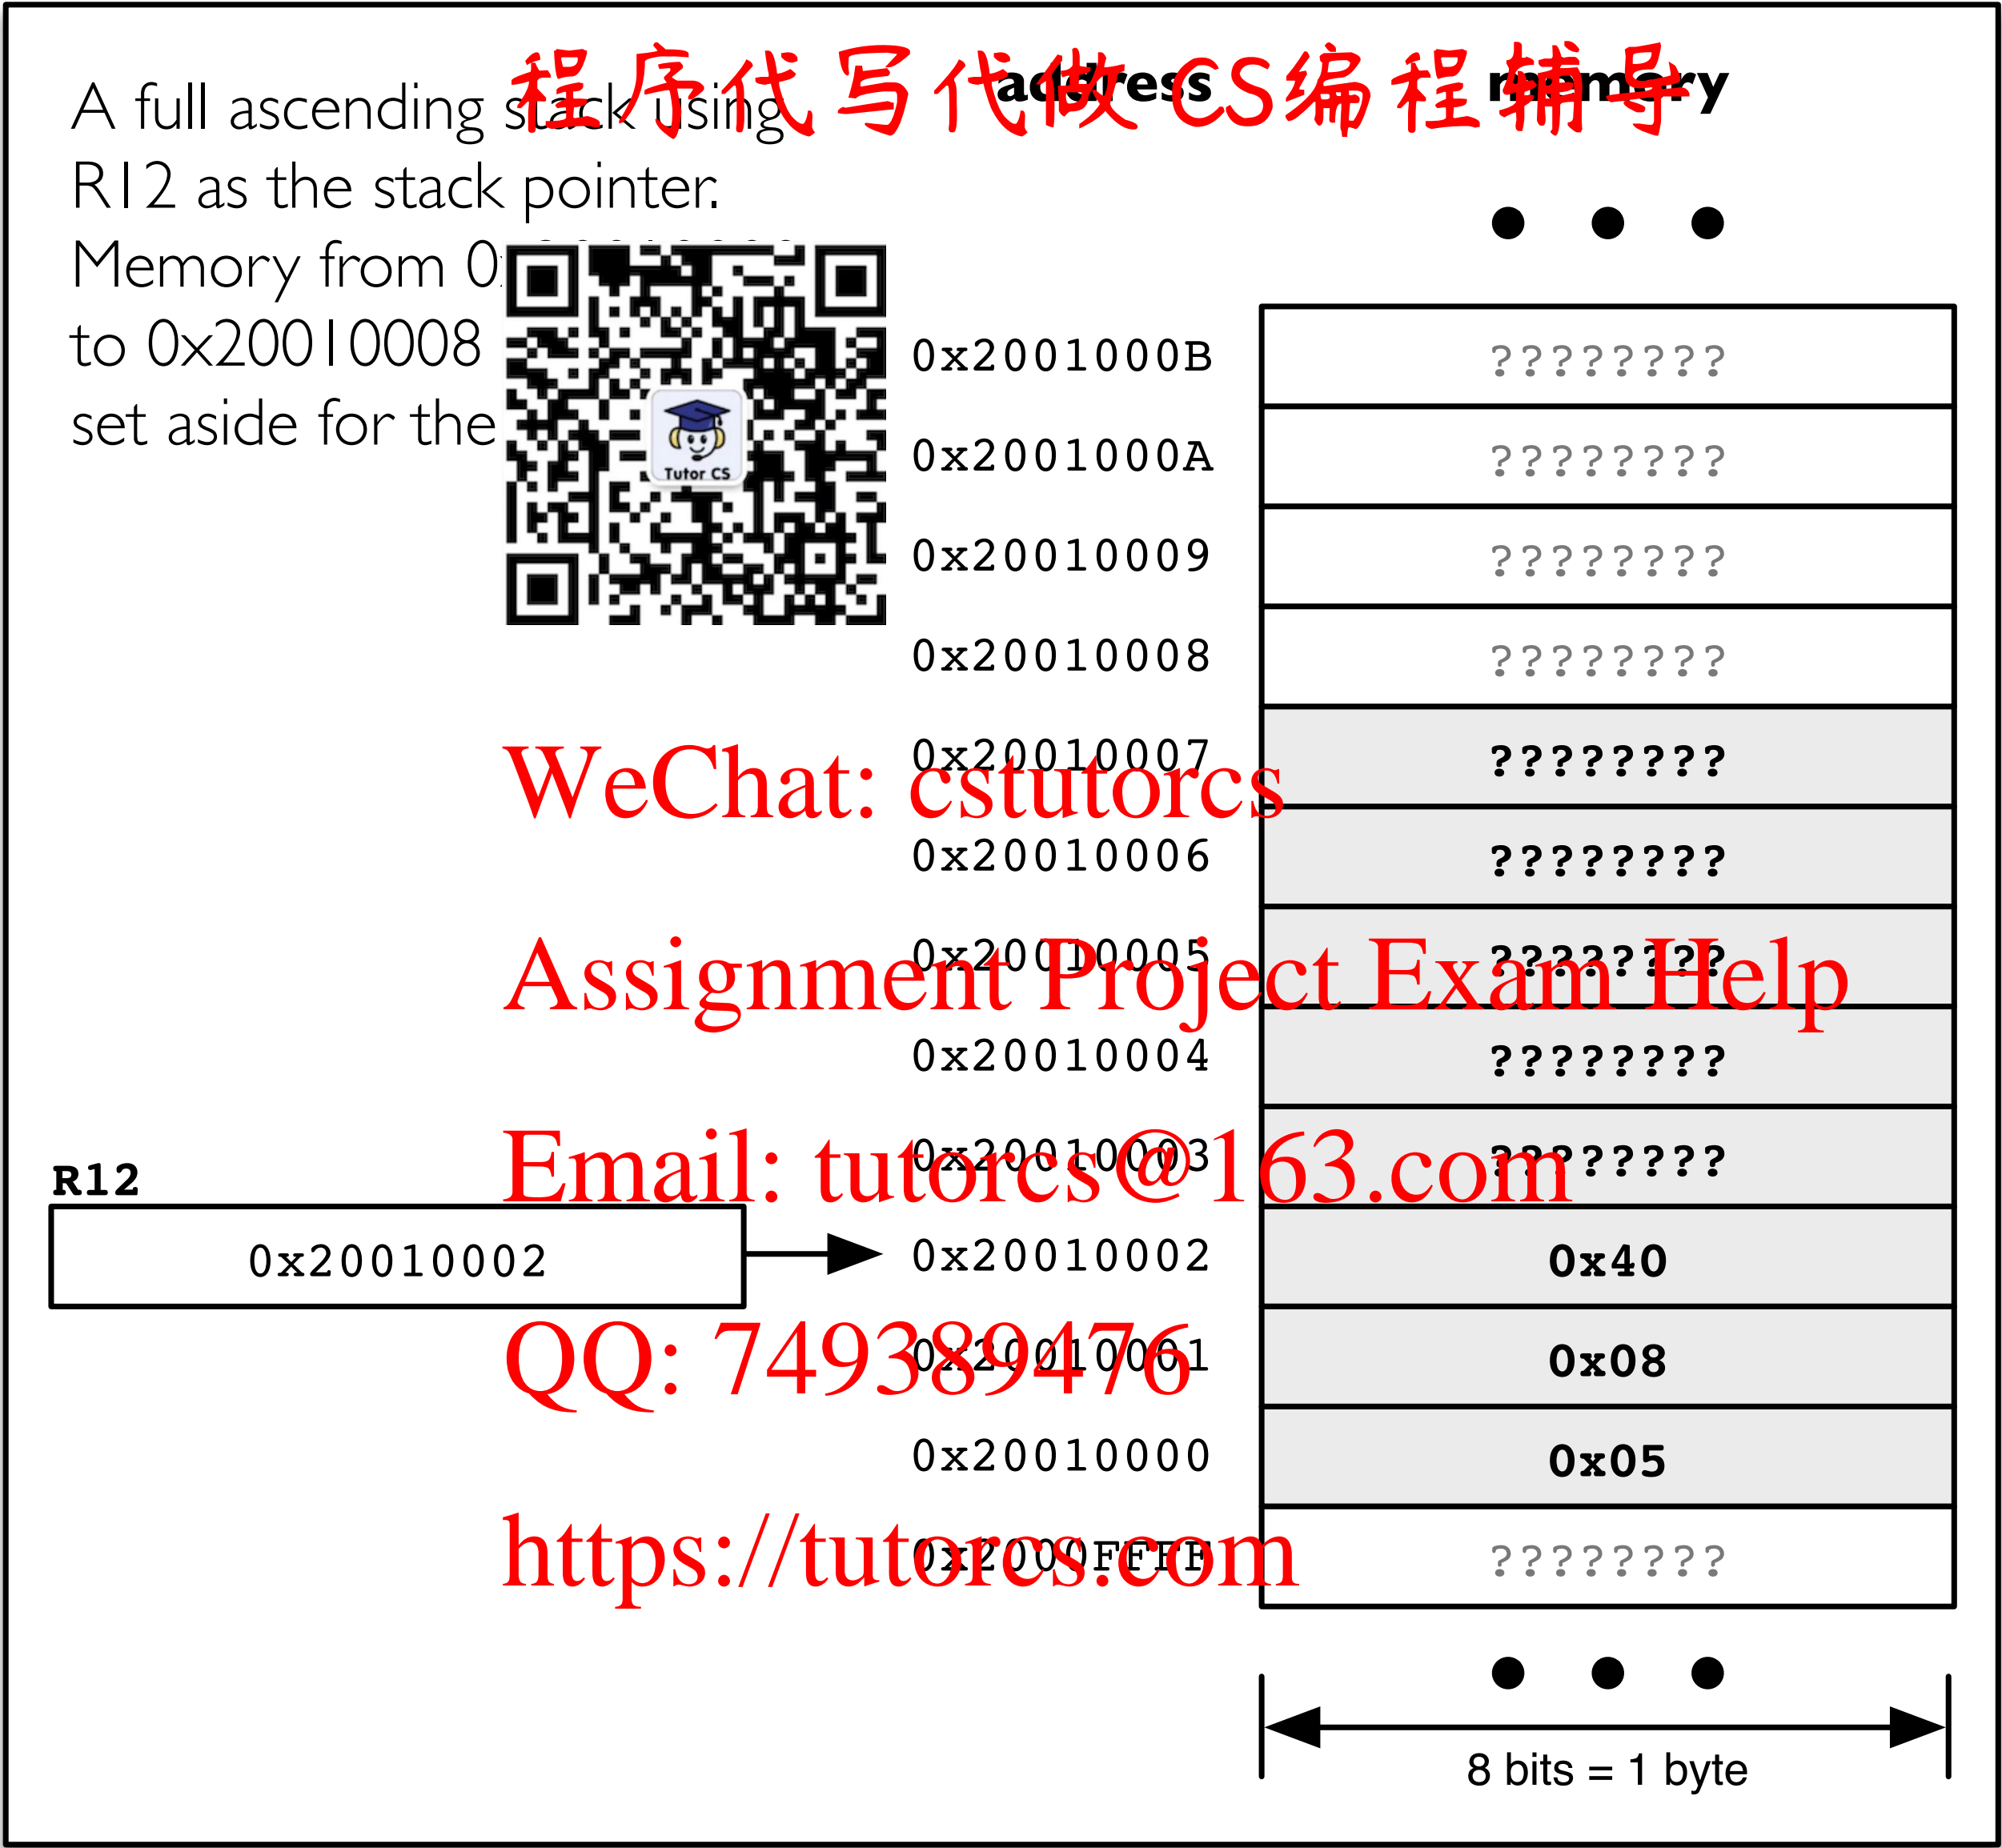 程序代写代做 CS编程辅导
A full ascending stack using
R12 as the stack pointer.
Memory from
to 0x20010008
set aside for the
address
memory
Tutor CS
0x2001000B ????????
0x2001000A ????????
0x20010009 ????????
0x20010008 ????????
0x20010007 ????????
WeChat: cstutorcs
0x20010006 ????????
0x20010005 ????????
Assignment Project Exam Help
0x20010004 ????????
0x20010003 ????????
Email: tutorcs@163.com
R12
0x20010002
0x20010002 0x40
0x20010001 0x08
QQ: 749389476
0x20010000 0x05
0x2000FFFF ????????
https://tutorcs.com
8 bits = 1 byte